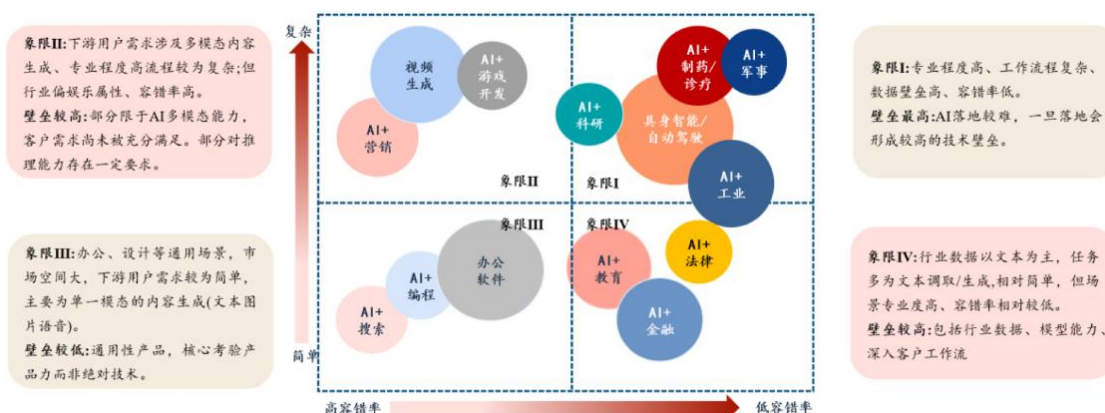 象限II:下游用户需求涉及多模态内容
生成、专业程度高流程较为复杂;但
行业偏娱乐属性、容错率高。
壁垒较高:部分限于AI多模态能力,
客户需求尚未被充分满足。部分对推
理能力存在一定要求。
象限III:办公、设计等通用场景，市
场空间大，下游用户需求较为简单，
主要为单一模态的内容生成(文本图
片语音)。
壁垒较低:通用性产品，核心考验产
品力而非绝对技术。
复杂
简单
视频
生成
AI+
游戏
开发
AI+
营销
象限II
AI+
制药/
诊疗
AI+
军事
AI+
科研
具身智能/
自动驾驶
AI+
工业
象限I
象限III
办公
软件
AI+
编程
AI+
搜索
象限IV
AI+
教育
AI+
法律
AI+
金融
高容错率
低容错率
象限I:专业程度高、工作流程复杂、
数据壁垒高、容错率低。
壁垒最高:AI落地较难，一旦落地会
形成较高的技术壁垒。
象限IV:行业数据以文本为主，任务
多为文本调取/生成,相对简单，但场
景专业度高、容错率相对较低。
壁垒较高:包括行业数据、模型能力、
深入客户工作流